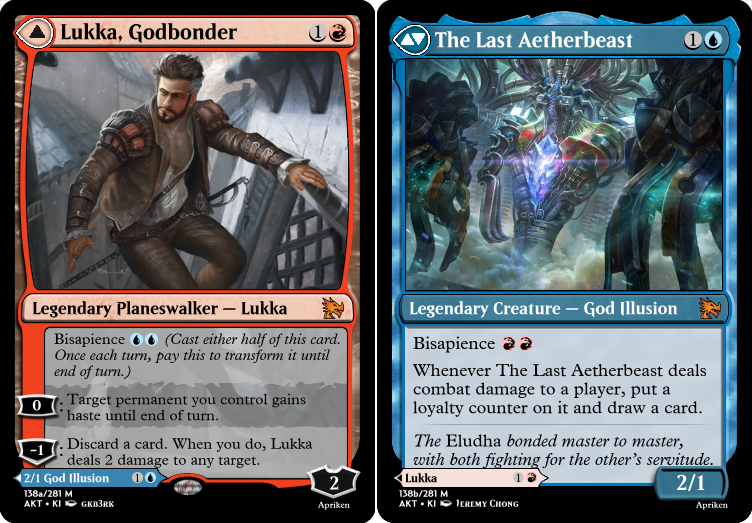 Lukka, Godbonder
1
Legendary Planeswalker — Lukka
Bisapience (Cast either half of this card.
Once each turn, pay this to transform it until
end of turn.)
0 : Target permanent you control gains
haste until end of turn.
-1 : Discard a card. When you do, Lukka
deals 2 damage to any target.
2/1 God Illusion 1
2
138a/281 M
AKT • KI GKB3RK
Apriken
The Last Aetherbeast
1
Legendary Creature — God Illusion
Bisapience
Whenever The Last Aetherbeast deals
combat damage to a player, put a
loyalty counter on it and draw a card.
The Eludha bonded master to master,
with both fighting for the other's servitude.
Lukka 1
2/1
138b/281 M
AKT • KI Jeremy Chong
Apriken